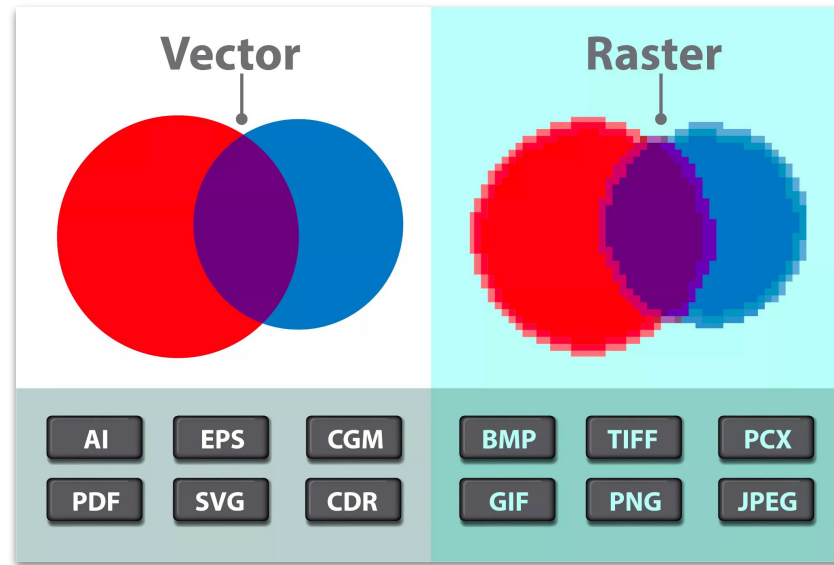 Vector
Raster
AI EPS CGM
PDF SVG CDR
BMP TIFF PCX
GIF PNG JPEG